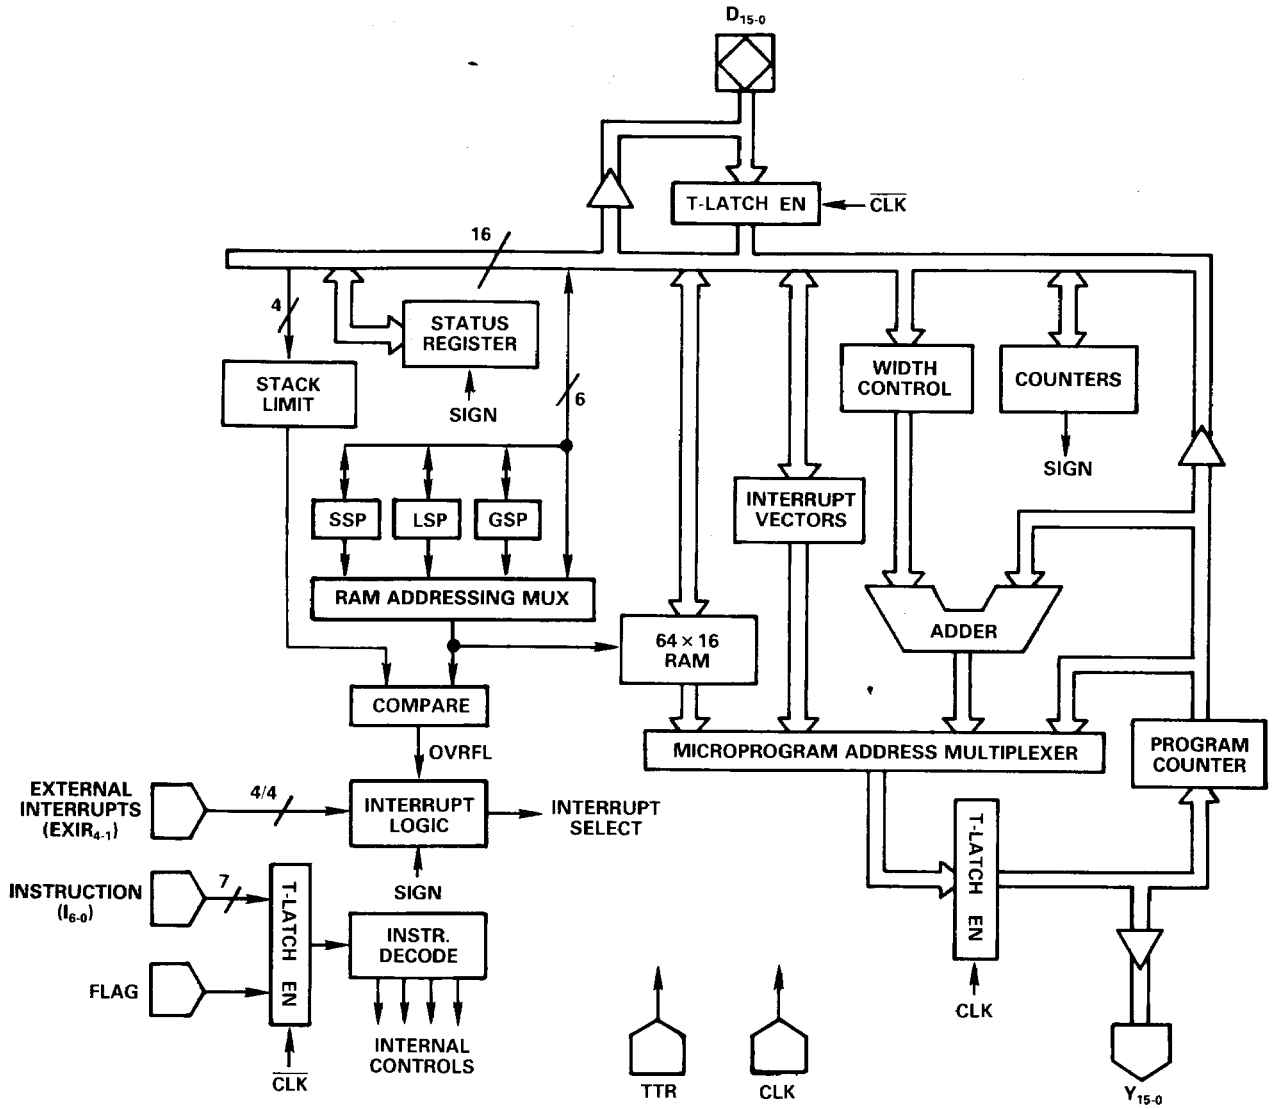 D15-0
T-LATCH EN
CLK
16
4
STATUS
REGISTER
SIGN
6
STACK
LIMIT
WIDTH
CONTROL
COUNTERS
SIGN
SSP
LSP
GSP
INTERRUPT
VECTORS
RAM ADDRESSING MUX
64 × 16
RAM
ADDER
COMPARE
OVRFL
MICROPROGRAM ADDRESS MULTIPLEXER
PROGRAM
COUNTER
EXTERNAL
INTERRUPTS
(EXIR4-1)
4/4
INTERRUPT
LOGIC
INTERRUPT
SELECT
SIGN
T-LATCH EN
CLK
INSTRUCTION
(I6-0)
7
T-LATCH EN
INSTR.
DECODE
FLAG
CLK
INTERNAL
CONTROLS
TTR
CLK
Y15-0